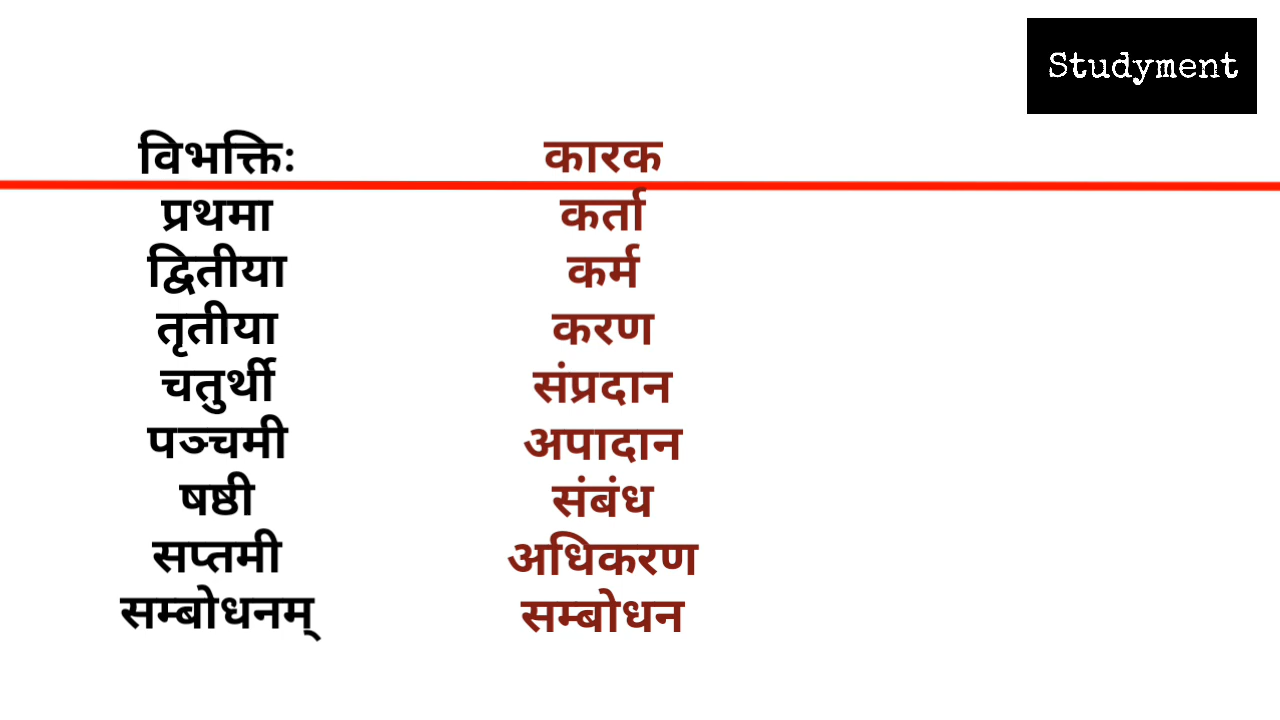 Studyment
विभक्तिः कारक
प्रथमा कर्ता
द्वितीया कर्म
तृतीया करण
चतुर्थी संप्रदान
पञ्चमी अपादान
षष्ठी संबंध
सप्तमी अधिकरण
सम्बोधनम् सम्बोधन